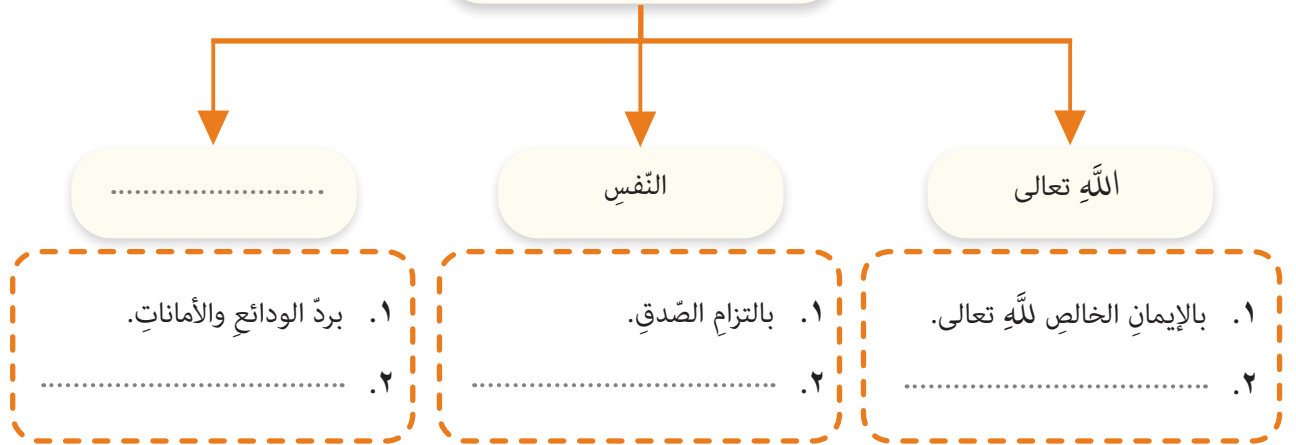 اللَّهِ تعالى
١. بالإيمانِ الخالصِ للَّهِ تعالى.
٢. ......................................
النّفسِ
١. بالتزامِ الصّدقِ.
٢. ......................................
..........................
١. بردّ الودائعِ والأماناتِ.
٢. ......................................